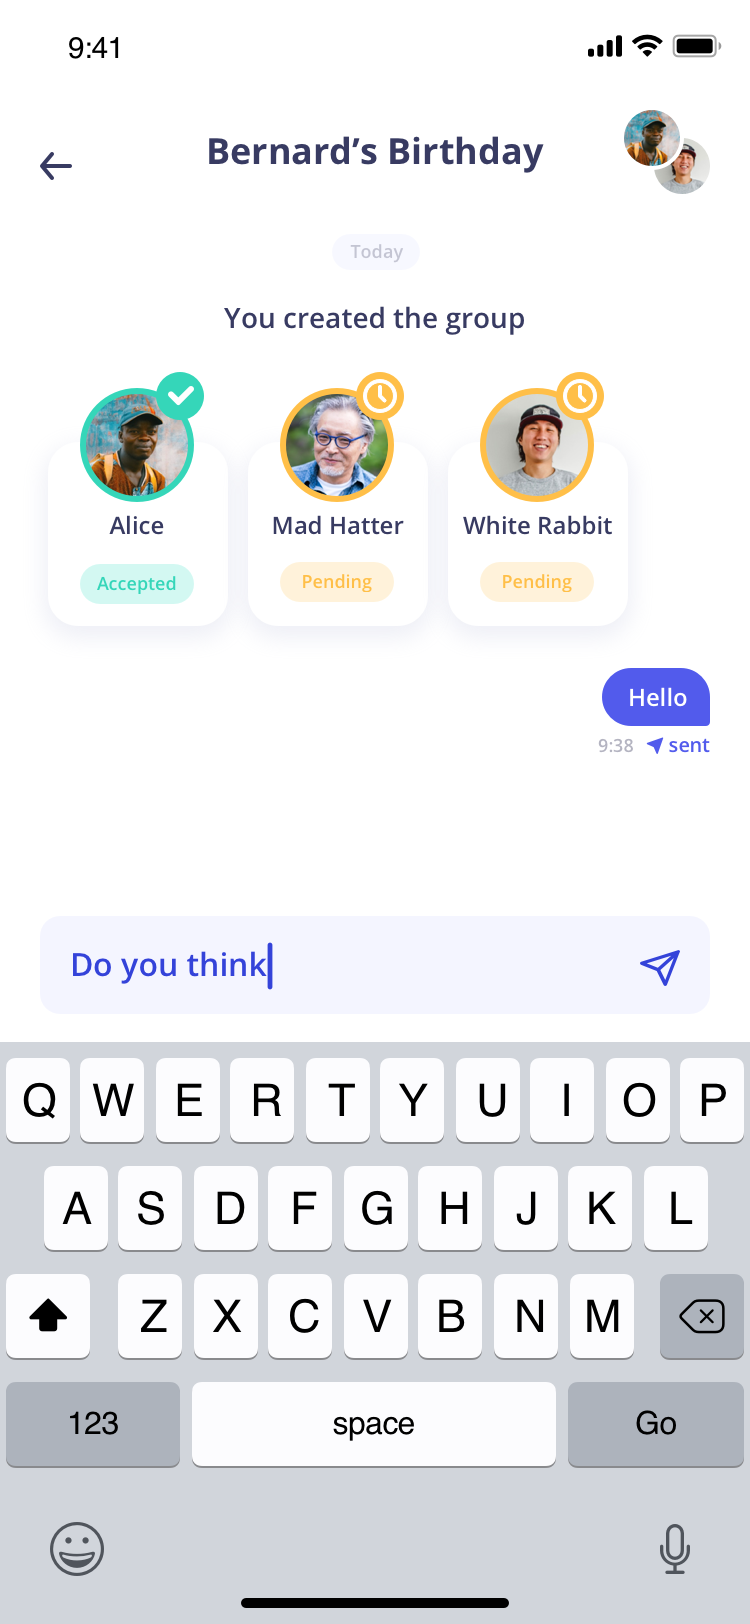 9:41
Bernard’s Birthday
Today
You created the group
Alice
Mad Hatter
White Rabbit
Accepted
Pending
Pending
Hello
9:38 sent
Do you think
Q W E R T Y U I O P
A S D F G H J K L
Z X C V B N M
123 space Go